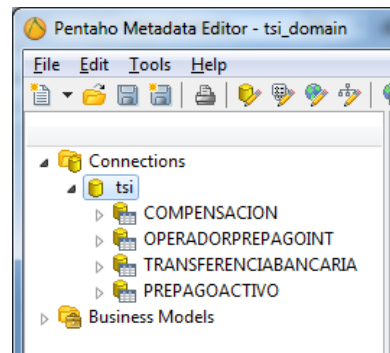 Pentaho Metadata Editor - tsi_domain
File Edit Tools Help
Connections
tsi
COMPENSACION
OPERADORPREPAGOINT
TRANSFERENCIABANCARIA
PREPAGOACTIVO
Business Models